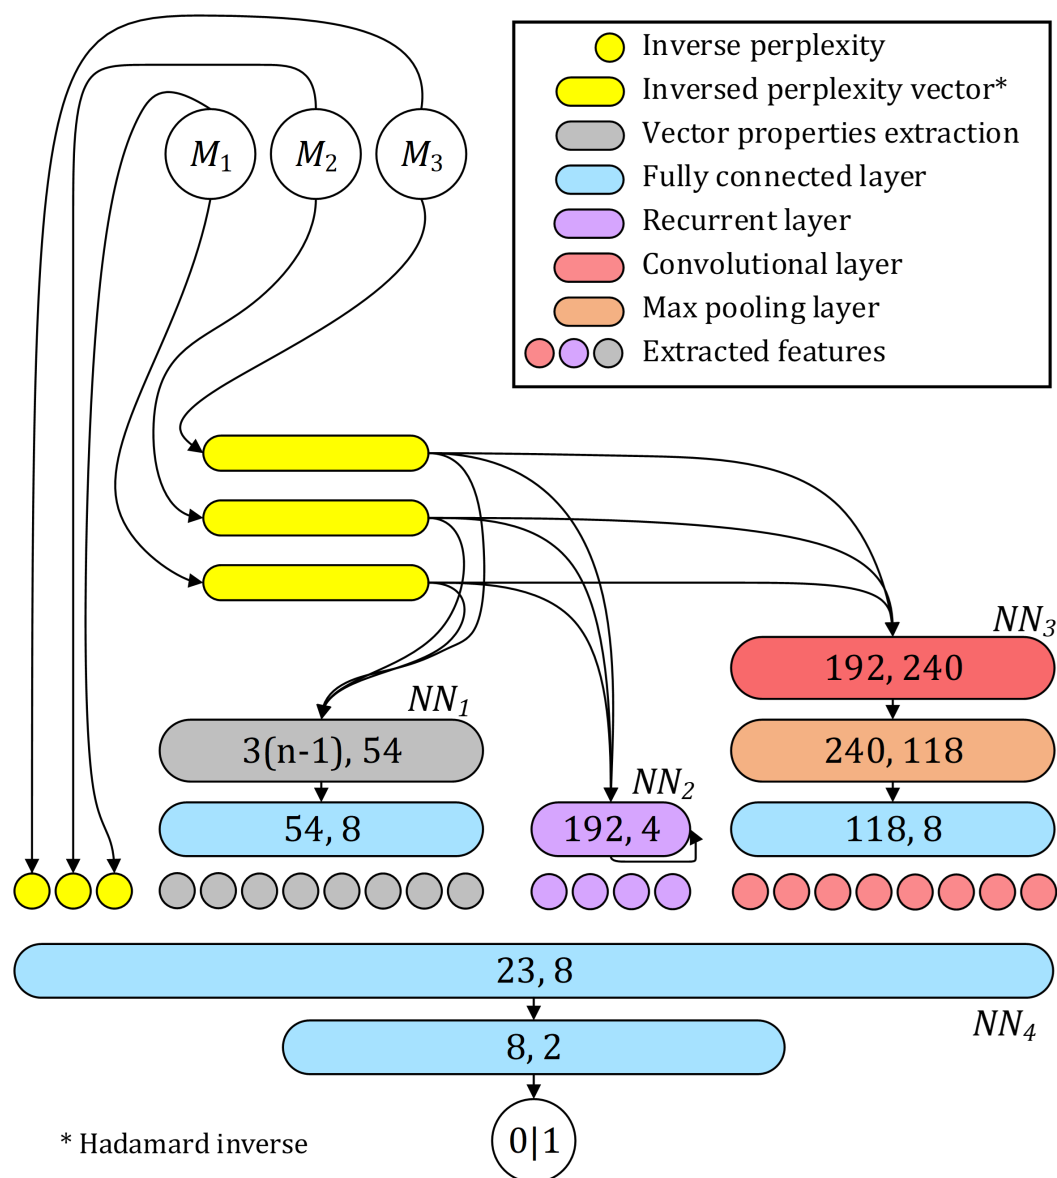 Inverse perplexity
Inversed perplexity vector*
Vector properties extraction
Fully connected layer
Recurrent layer
Convolutional layer
Max pooling layer
Extracted features
M₁ M₂ M₃
NN₃
192, 240
NN₁
3(n-1), 54
240, 118
NN₂
54, 8
192, 4
118, 8
23, 8
NN₄
8, 2
0|1
* Hadamard inverse